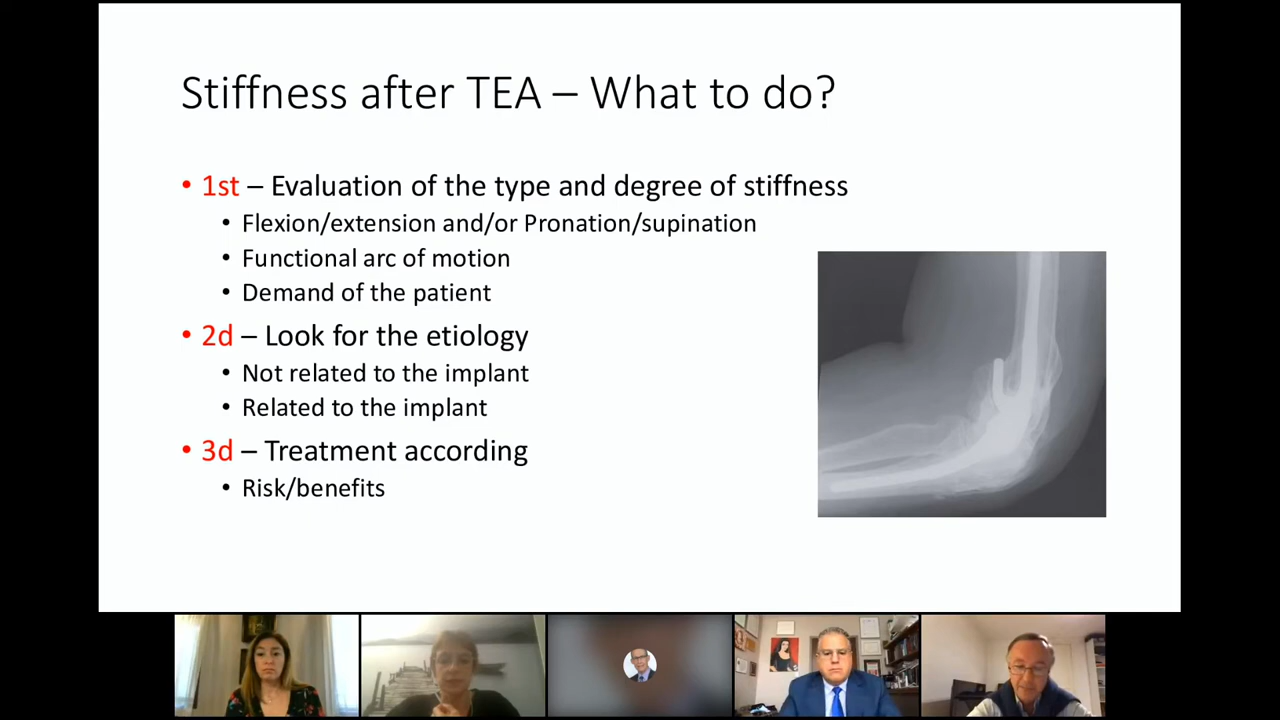 Stiffness after TEA – What to do?
• 1st – Evaluation of the type and degree of stiffness
• Flexion/extension and/or Pronation/supination
• Functional arc of motion
• Demand of the patient
• 2d – Look for the etiology
• Not related to the implant
• Related to the implant
• 3d – Treatment according
• Risk/benefits